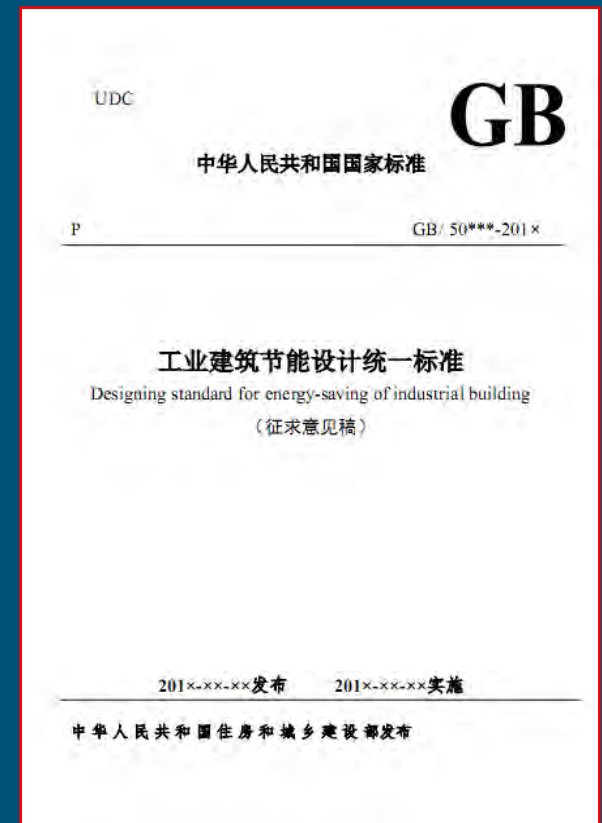 UDC
GB
中华人民共和国国家标准
P GB/ 50***-201×
工业建筑节能设计统一标准
Designing standard for energy-saving of industrial building
（征求意见稿）
201×-××-××发布 201×-××-××实施
中华人民共和国住房和城乡建设部发布